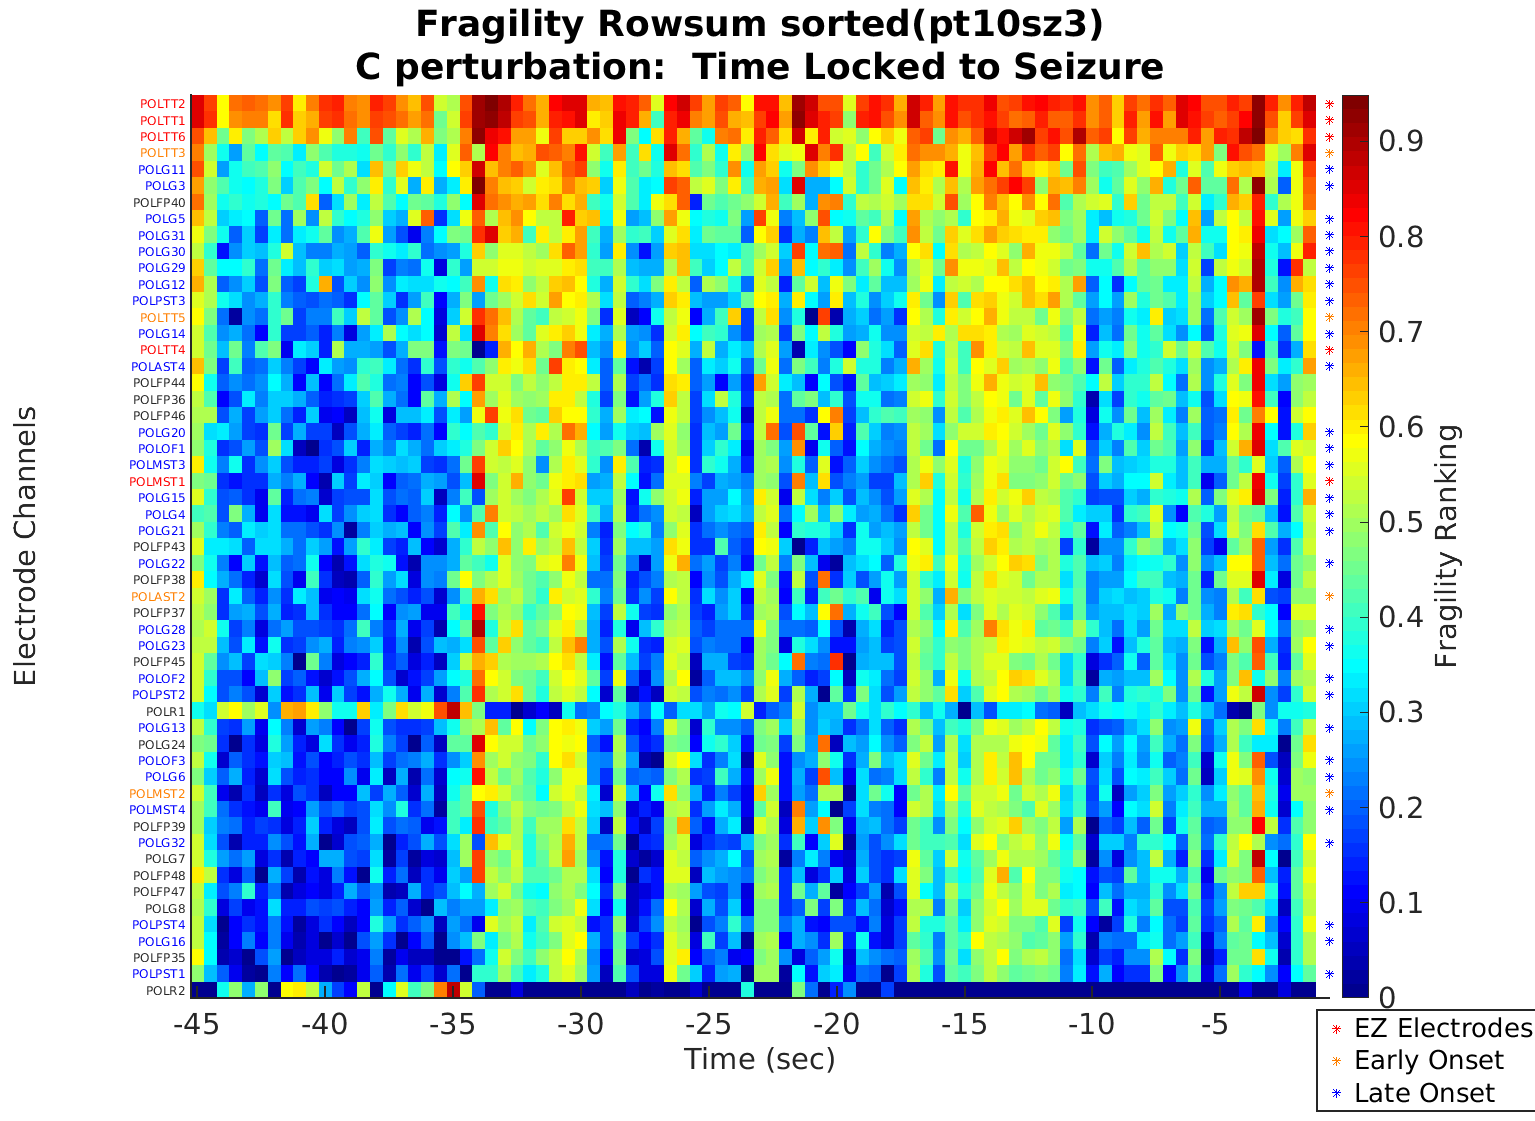 Fragility Rowsum sorted(pt10sz3)
C perturbation:  Time Locked to Seizure
Electrode Channels
POLTT2
POLTT1
POLTT6
POLTT3
POLG11
POLG3
POLFP40
POLG5
POLG31
POLG30
POLG29
POLG12
POLPST3
POLTT5
POLG14
POLTT4
POLAST4
POLFP44
POLFP36
POLFP46
POLG20
POLOF1
POLMST3
POLMST1
POLG15
POLG4
POLG21
POLFP43
POLG22
POLFP38
POLAST2
POLFP37
POLG28
POLG23
POLFP45
POLOF2
POLPST2
POLR1
POLG13
POLG24
POLOF3
POLG6
POLMST2
POLMST4
POLFP39
POLG32
POLG7
POLFP48
POLFP47
POLG8
POLPST4
POLG16
POLFP35
POLPST1
POLR2
-45 -40 -35 -30 -25 -20 -15 -10 -5
Time (sec)
0.9
0.8
0.7
0.6
0.5
0.4
0.3
0.2
0.1
0
Fragility Ranking
EZ Electrodes
Early Onset
Late Onset